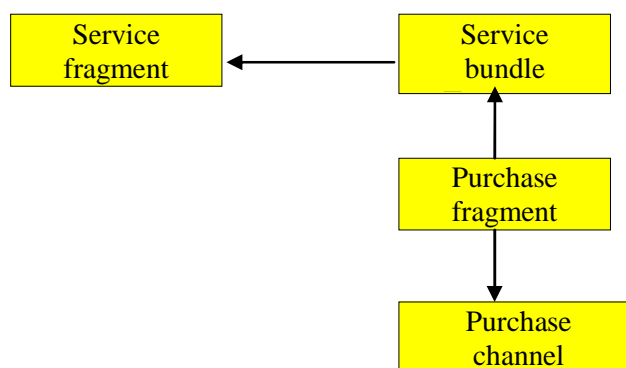 Service
fragment
Service
bundle
Purchase
fragment
Purchase
channel